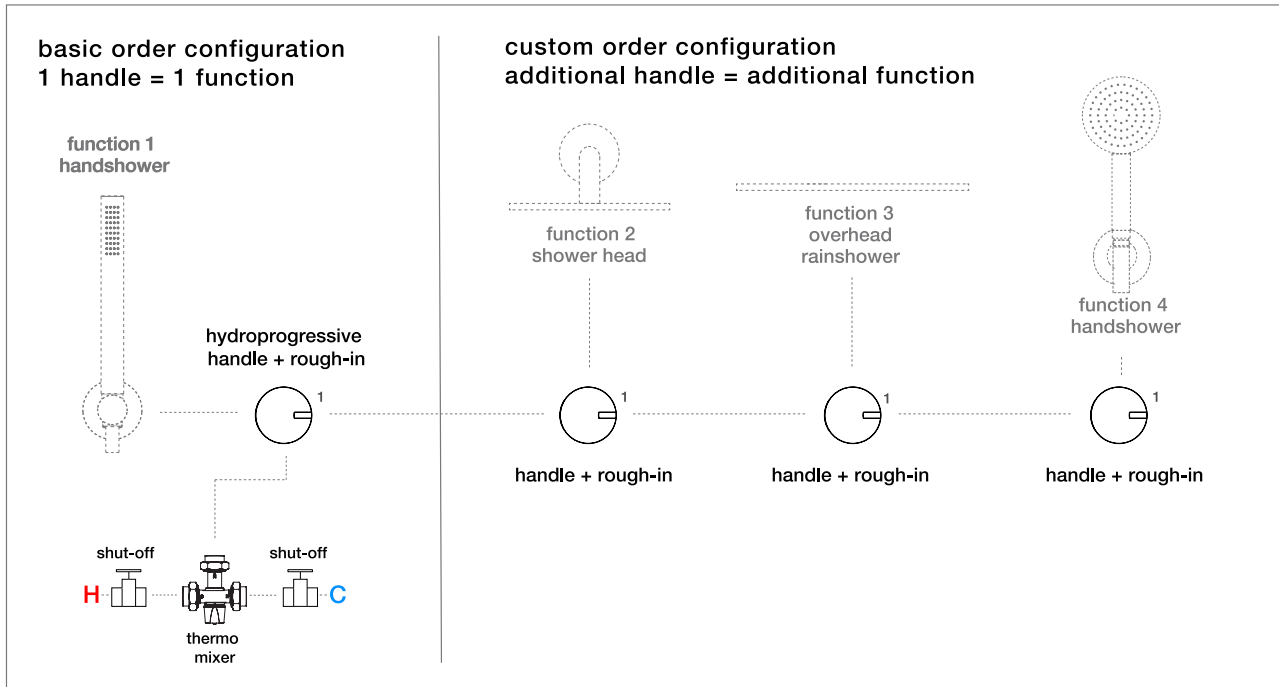 basic order configuration
1 handle = 1 function
function 1
handshower
hydroprogressive
handle + rough-in
1
shut-off
shut-off
H
C
thermo
mixer
custom order configuration
additional handle = additional function
function 2
shower head
function 3
overhead
rainshower
function 4
handshower
1
1
1
handle + rough-in
handle + rough-in
handle + rough-in